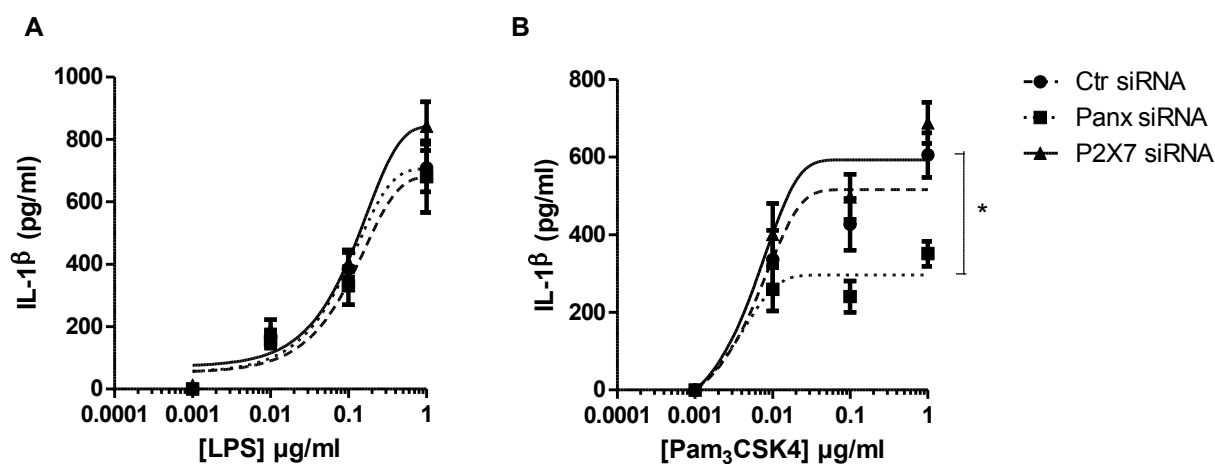 A
1000
800
600
400
200
0
IL-1β (pg/ml)
0.0001 0.001 0.01 0.1 1
[LPS] µg/ml
B
800
600
400
200
0
IL-1β (pg/ml)
0.0001 0.001 0.01 0.1 1
[Pam₃CSK4] µg/ml
*
Ctr siRNA
Panx siRNA
P2X7 siRNA